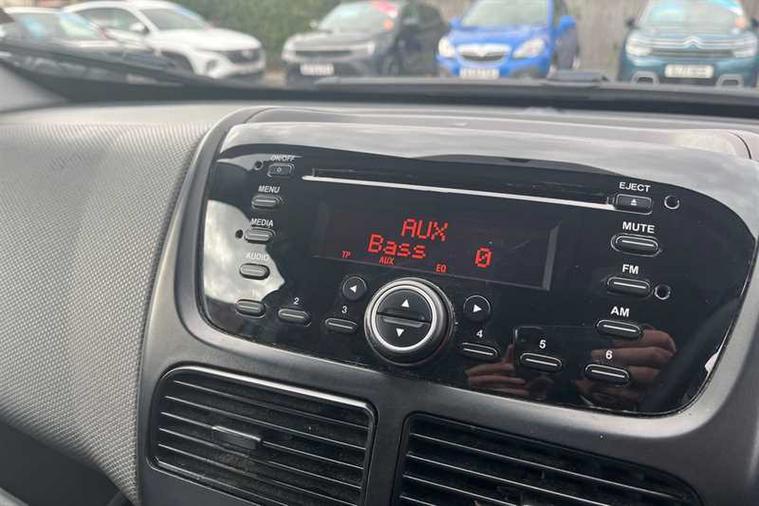 ON/OFF
EJECT
MENU
MUTE
MEDIA
AUX
Bass 0
TP AUX EQ
AUDIO
FM
AM
2
3
4
5
6